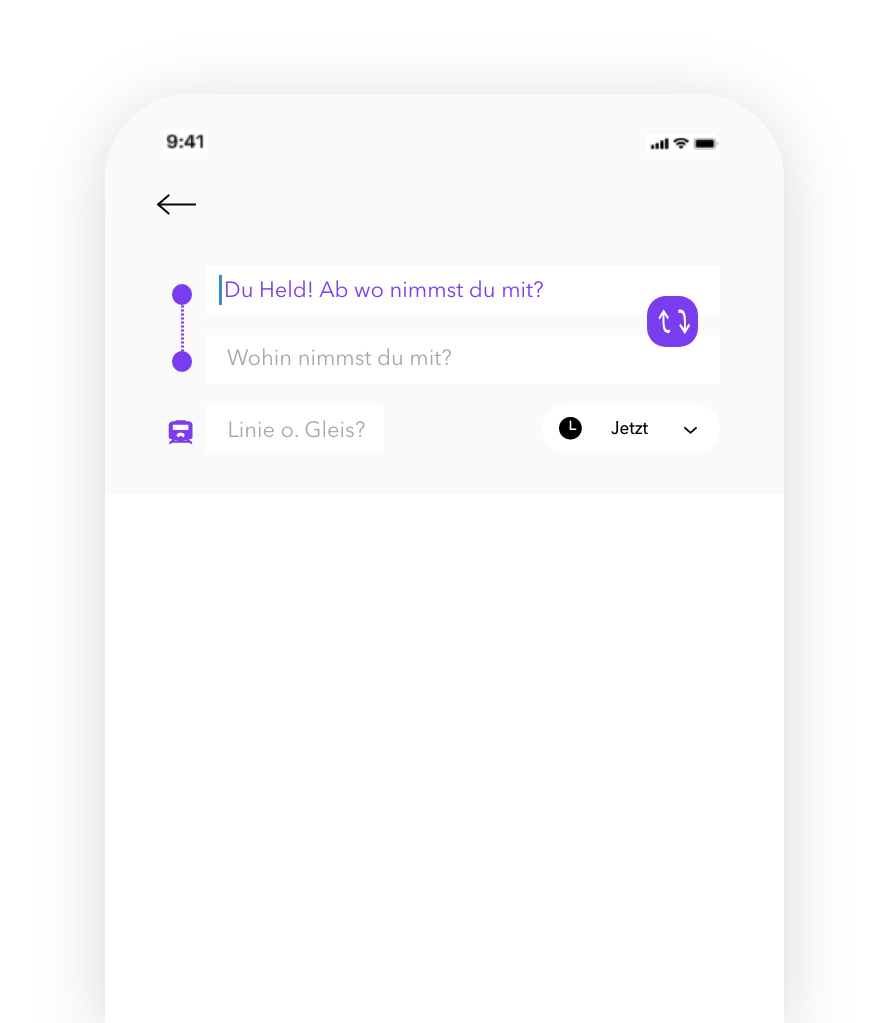 9:41
Du Held! Ab wo nimmst du mit?
Wohin nimmst du mit?
Linie o. Gleis?
Jetzt